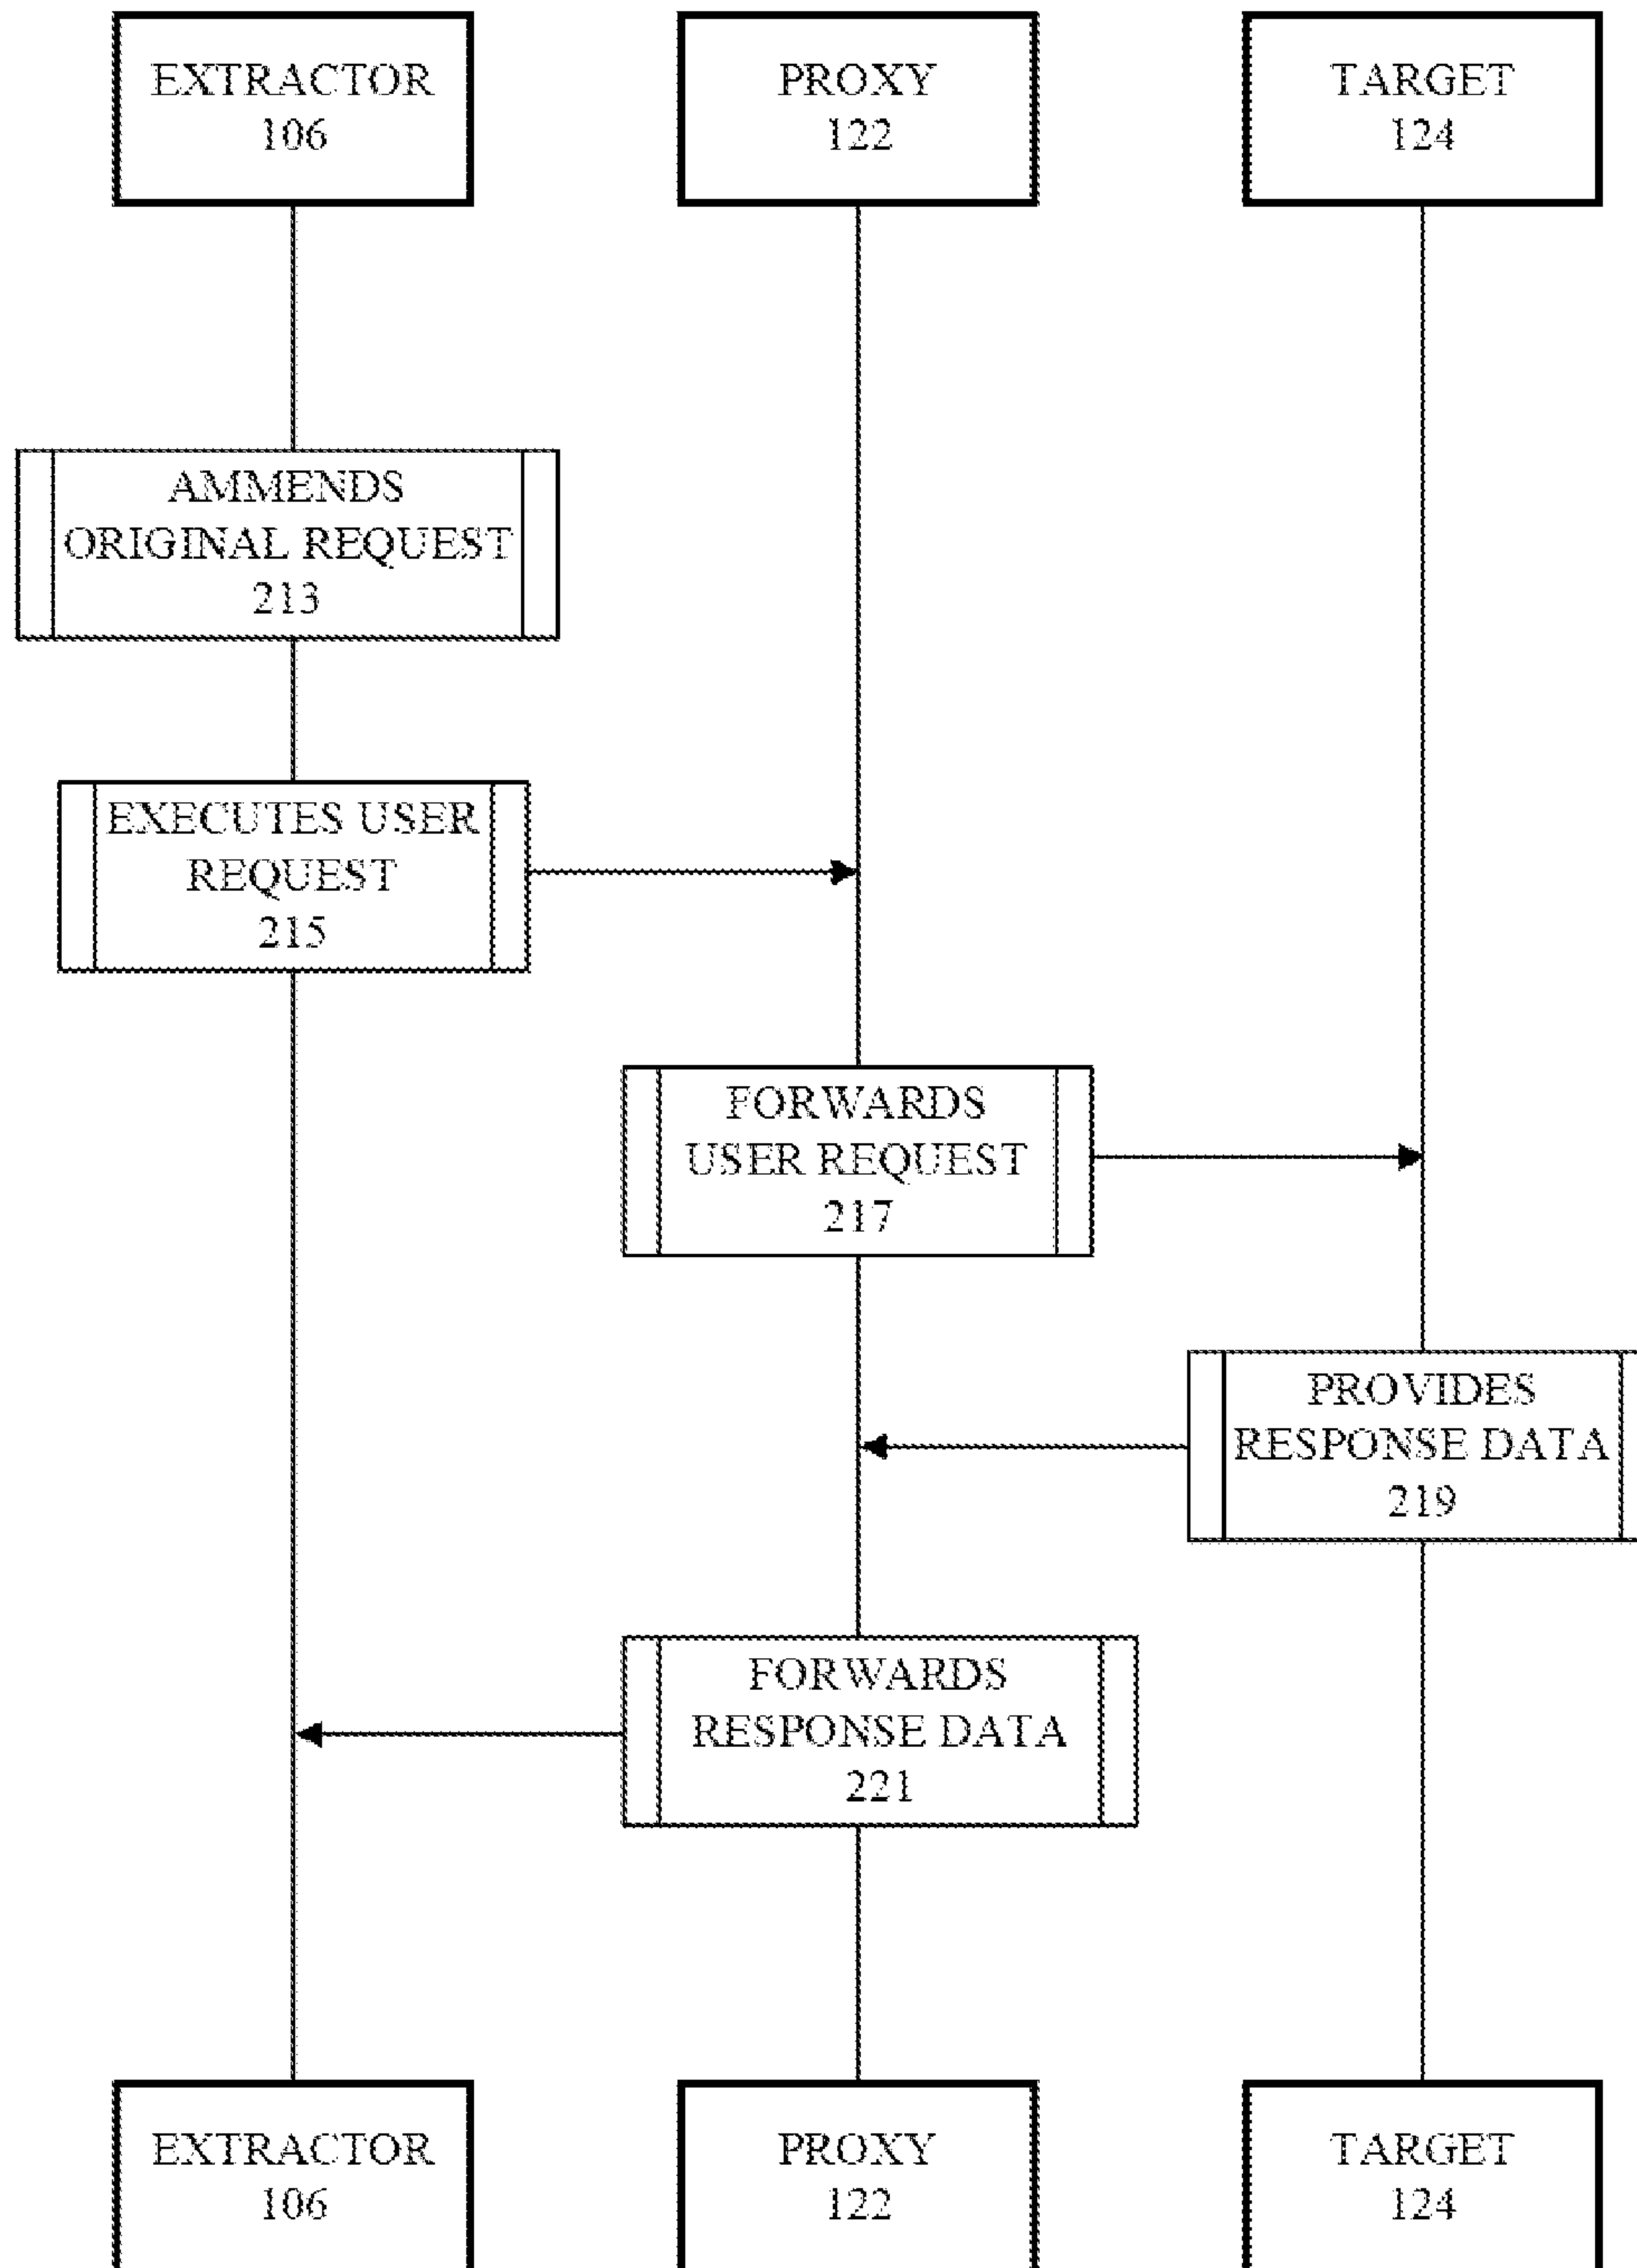 EXTRACTOR
106
PROXY
122
TARGET
124
AMMENDS
ORIGINAL REQUEST
213
EXECUTES USER
REQUEST
215
FORWARDS
USER REQUEST
217
PROVIDES
RESPONSE DATA
219
FORWARDS
RESPONSE DATA
221
EXTRACTOR
106
PROXY
122
TARGET
124